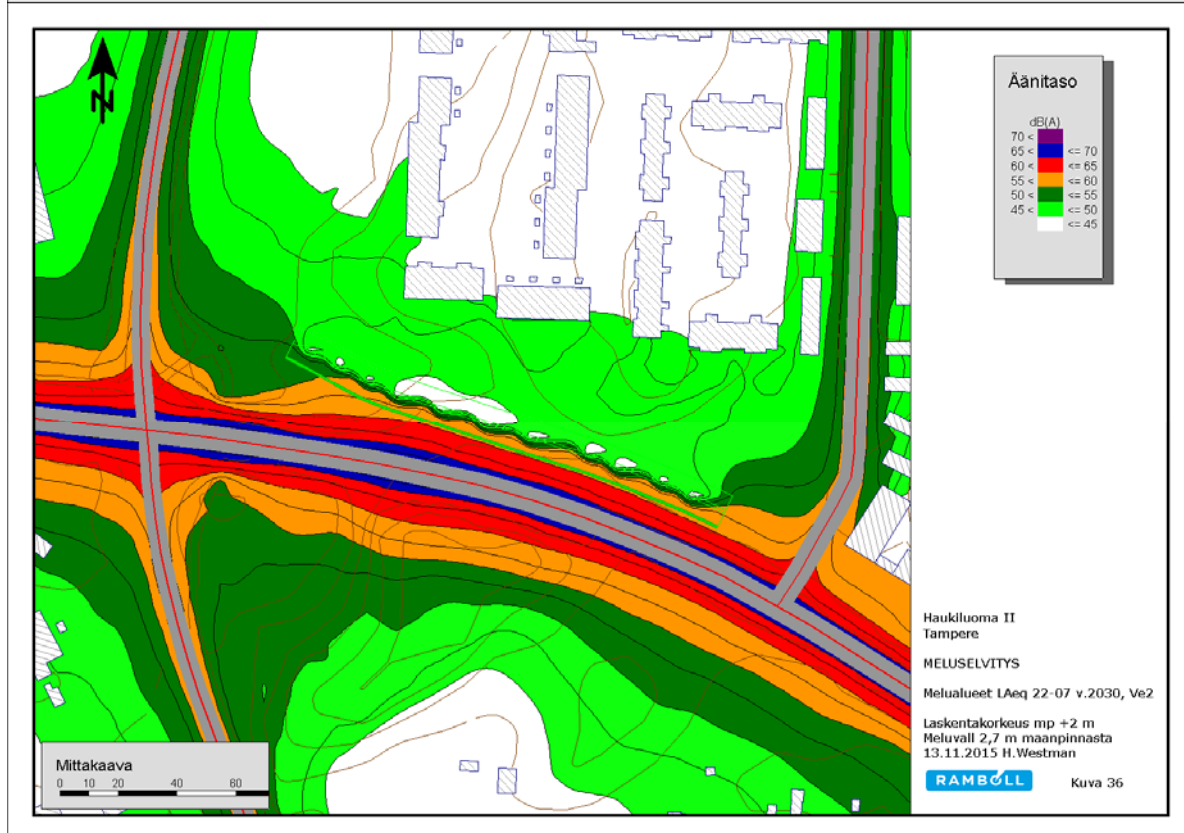 N
Äänitaso
dB(A)
70 <
65 < <= 70
60 < <= 65
55 < <= 60
50 < <= 55
45 < <= 50
<= 45
Haukiluoma II
Tampere
MELUSELVITYS
Melualueet LAeq 22-07 v.2030, Ve2
Laskentakorkeus mp +2 m
Meluvall 2,7 m maanpinnasta
13.11.2015 H.Westman
RAMBOLL
Kuva 36
Mittakaava
0 10 20 40 60